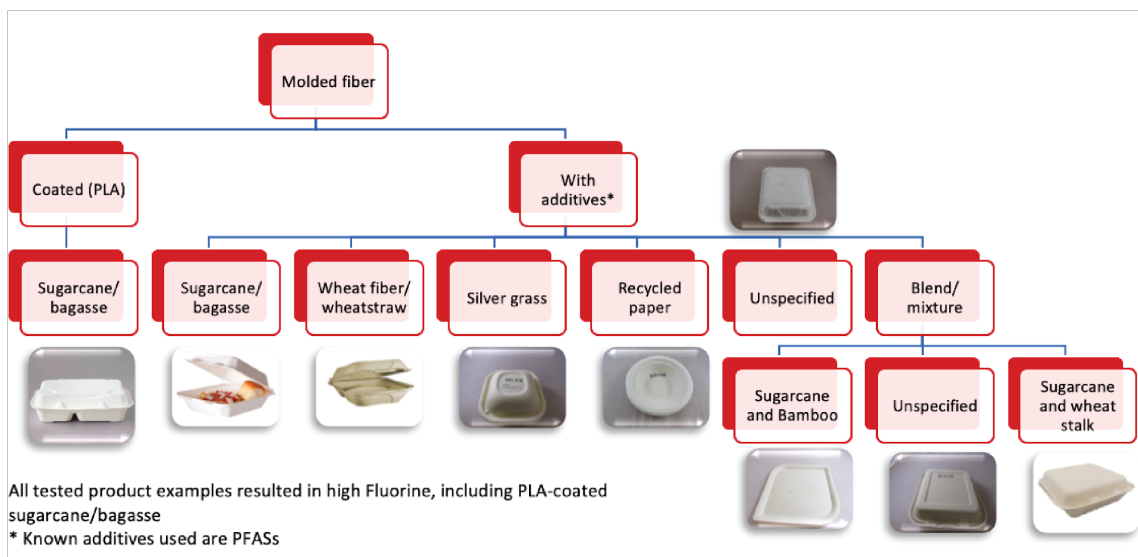 Molded fiber
Coated (PLA)
With
additives*
Sugarcane/
bagasse
Sugarcane/
bagasse
Wheat fiber/
wheatstraw
Silver grass
Recycled
paper
Unspecified
Blend/
mixture
Sugarcane
and Bamboo
Unspecified
Sugarcane
and wheat
stalk
All tested product examples resulted in high Fluorine, including PLA-coated
sugarcane/bagasse
* Known additives used are PFASs